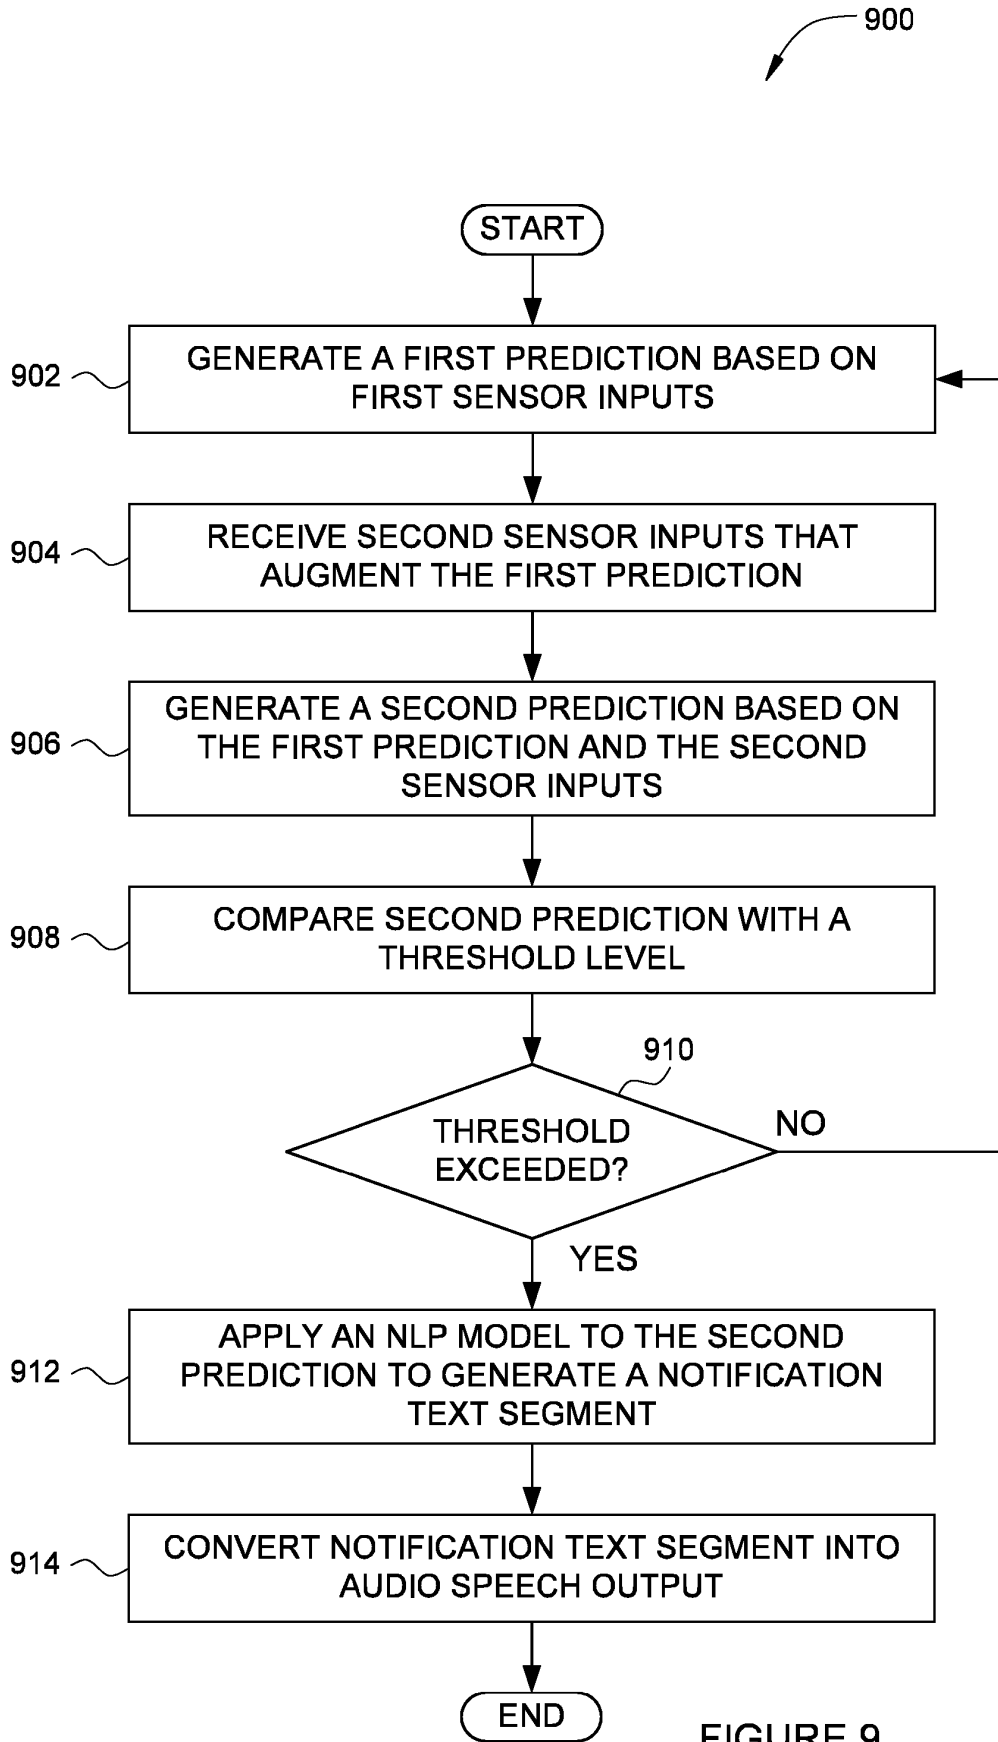 900
START
902
GENERATE A FIRST PREDICTION BASED ON
FIRST SENSOR INPUTS
904
RECEIVE SECOND SENSOR INPUTS THAT
AUGMENT THE FIRST PREDICTION
906
GENERATE A SECOND PREDICTION BASED ON
THE FIRST PREDICTION AND THE SECOND
SENSOR INPUTS
908
COMPARE SECOND PREDICTION WITH A
THRESHOLD LEVEL
910
THRESHOLD
EXCEEDED?
NO
YES
912
APPLY AN NLP MODEL TO THE SECOND
PREDICTION TO GENERATE A NOTIFICATION
TEXT SEGMENT
914
CONVERT NOTIFICATION TEXT SEGMENT INTO
AUDIO SPEECH OUTPUT
END
FIGURE 9